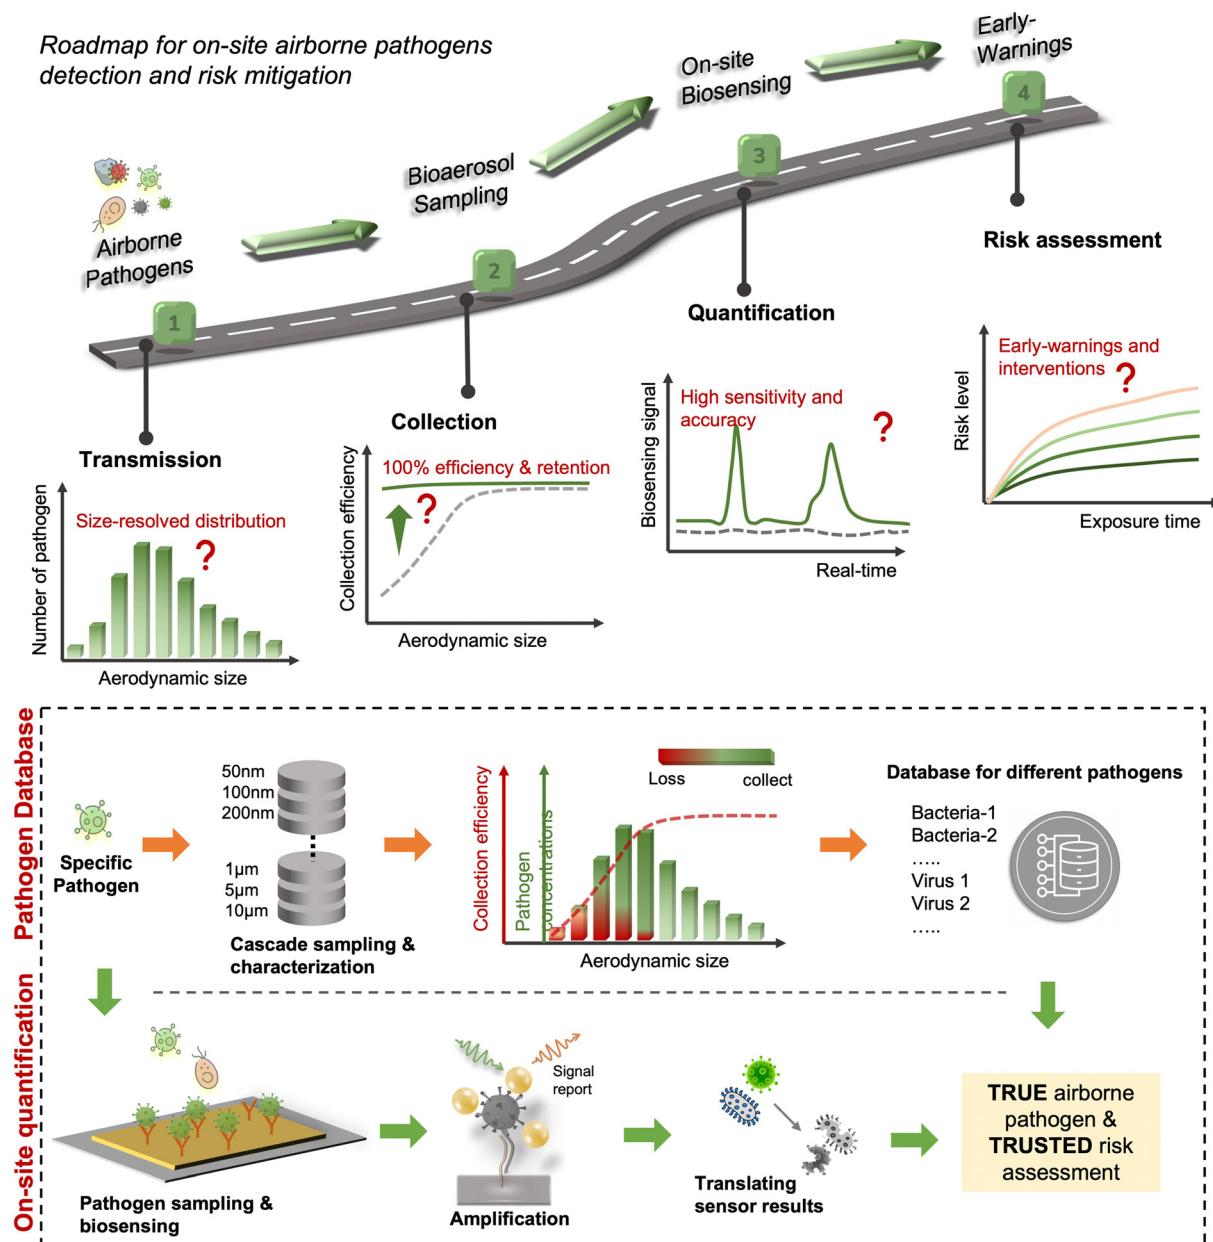 Roadmap for on-site airborne pathogens
detection and risk mitigation
Airborne
Pathogens
Bioaerosol
Sampling
On-site
Biosensing
Early-
Warnings
1
2
3
4
Transmission
Collection
Quantification
Risk assessment
Number of pathogen
Size-resolved distribution
?
Aerodynamic size
Collection efficiency
100% efficiency & retention
?
Aerodynamic size
Biosensing signal
High sensitivity and
accuracy
?
Real-time
Risk level
Early-warnings and
interventions
?
Exposure time
Pathogen Database
Specific
Pathogen
50nm
100nm
200nm
1µm
5µm
10µm
Cascade sampling &
characterization
Collection efficiency
Pathogen
concentrations
Loss
collect
Aerodynamic size
Database for different pathogens
Bacteria-1
Bacteria-2
.....
Virus 1
Virus 2
.....
On-site quantification
Pathogen sampling &
biosensing
Signal
report
Amplification
Translating
sensor results
TRUE airborne
pathogen &
TRUSTED risk
assessment